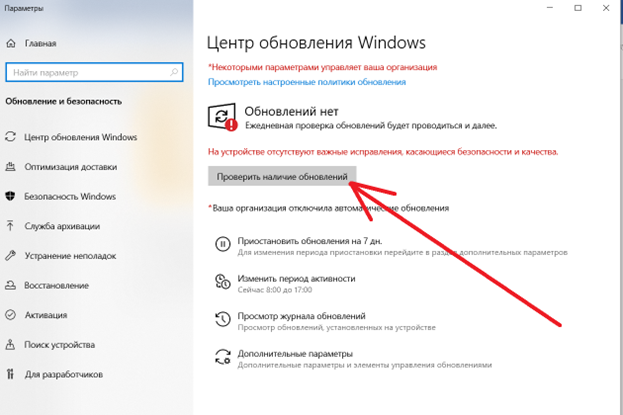 Параметры
Главная
Найти параметр
Обновление и безопасность
Центр обновления Windows
Оптимизация доставки
Безопасность Windows
Служба архивации
Устранение неполадок
Восстановление
Активация
Поиск устройства
Для разработчиков
Центр обновления Windows
*Некоторыми параметрами управляет ваша организация
Просмотреть настроенные политики обновления
Обновлений нет
Ежедневная проверка обновлений будет проводиться и далее.
На устройстве отсутствуют важные исправления, касающиеся безопасности и качества.
Проверить наличие обновлений
*Ваша организация отключила автоматические обновления
Приостановить обновления на 7 дн.
Для изменения периода приостановки перейдите в раздел дополнительных параметров
Изменить период активности
Сейчас 8:00 до 17:00
Просмотр журнала обновлений
Просмотр обновлений, установленных на устройстве
Дополнительные параметры
Дополнительные параметры и элементы управления обновлениями